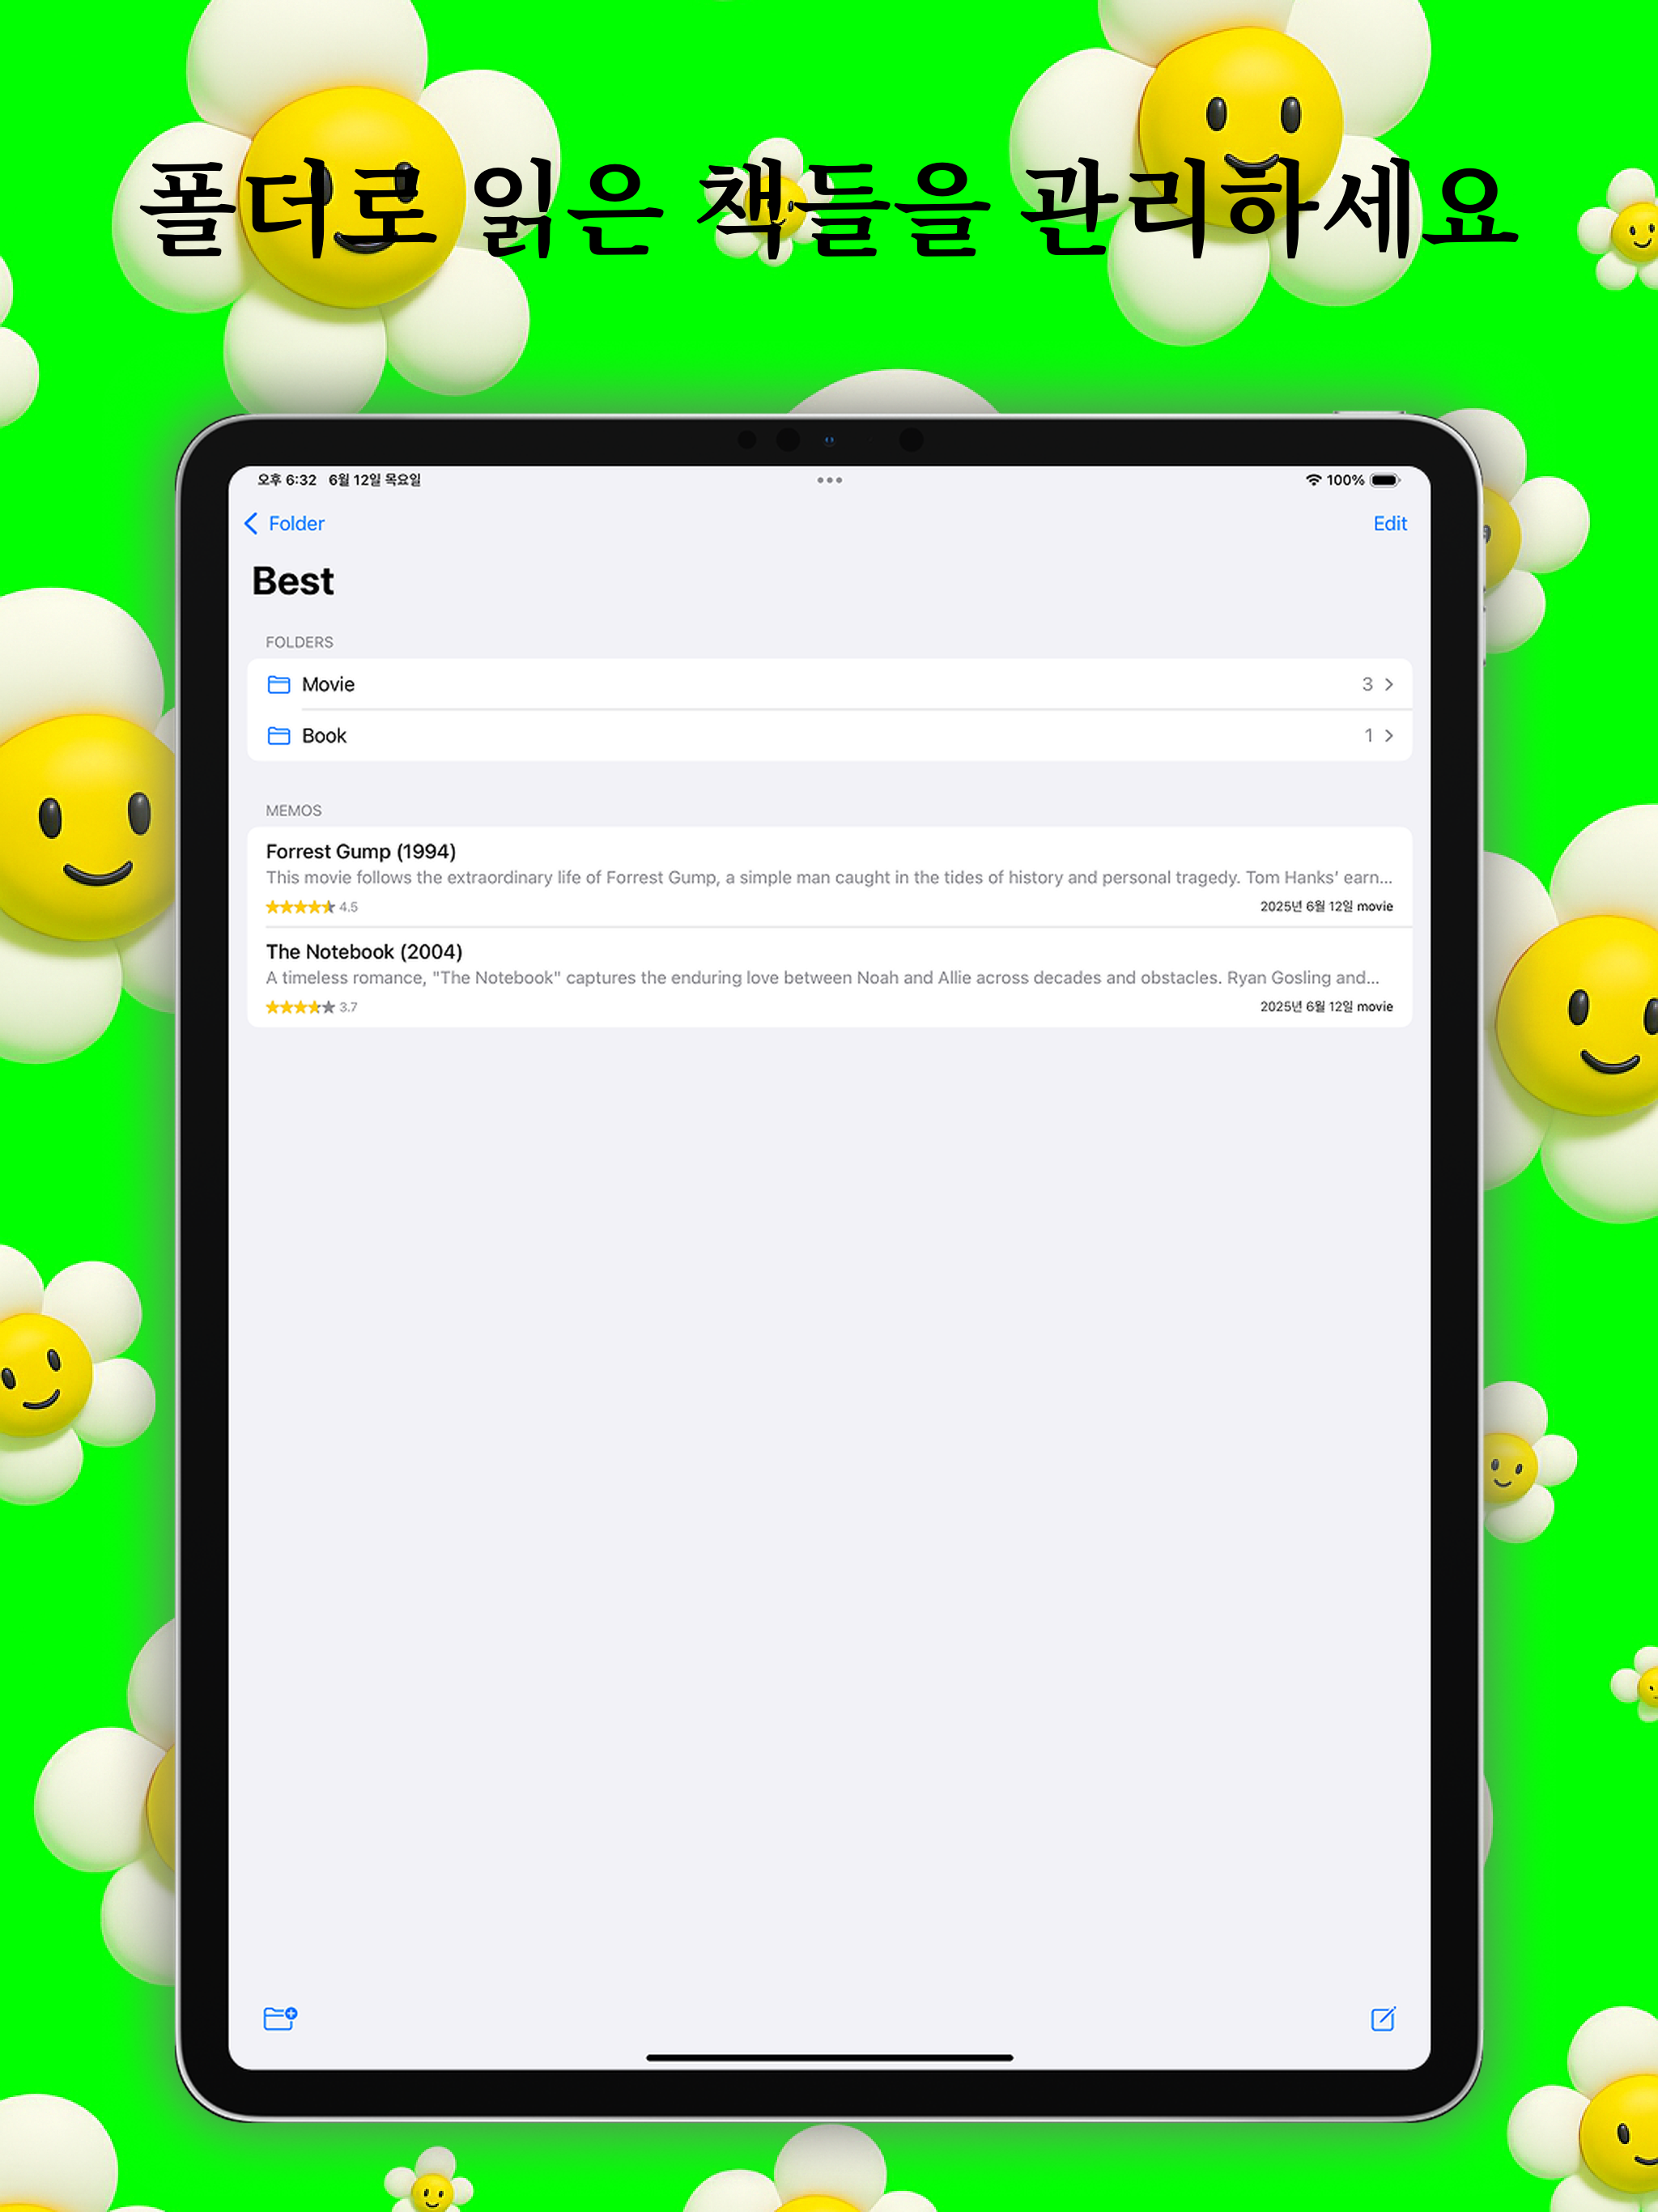 폴더로 읽은 책들을 관리하세요
오후 6:32 6월 12일 목요일
100%
Folder
Edit
Best
FOLDERS
Movie 3
Book 1
MEMOS
Forrest Gump (1994)
This movie follows the extraordinary life of Forrest Gump, a simple man caught in the tides of history and personal tragedy. Tom Hanks’ earn...
4.5 2025년 6월 12일 movie
The Notebook (2004)
A timeless romance, "The Notebook" captures the enduring love between Noah and Allie across decades and obstacles. Ryan Gosling and...
3.7 2025년 6월 12일 movie